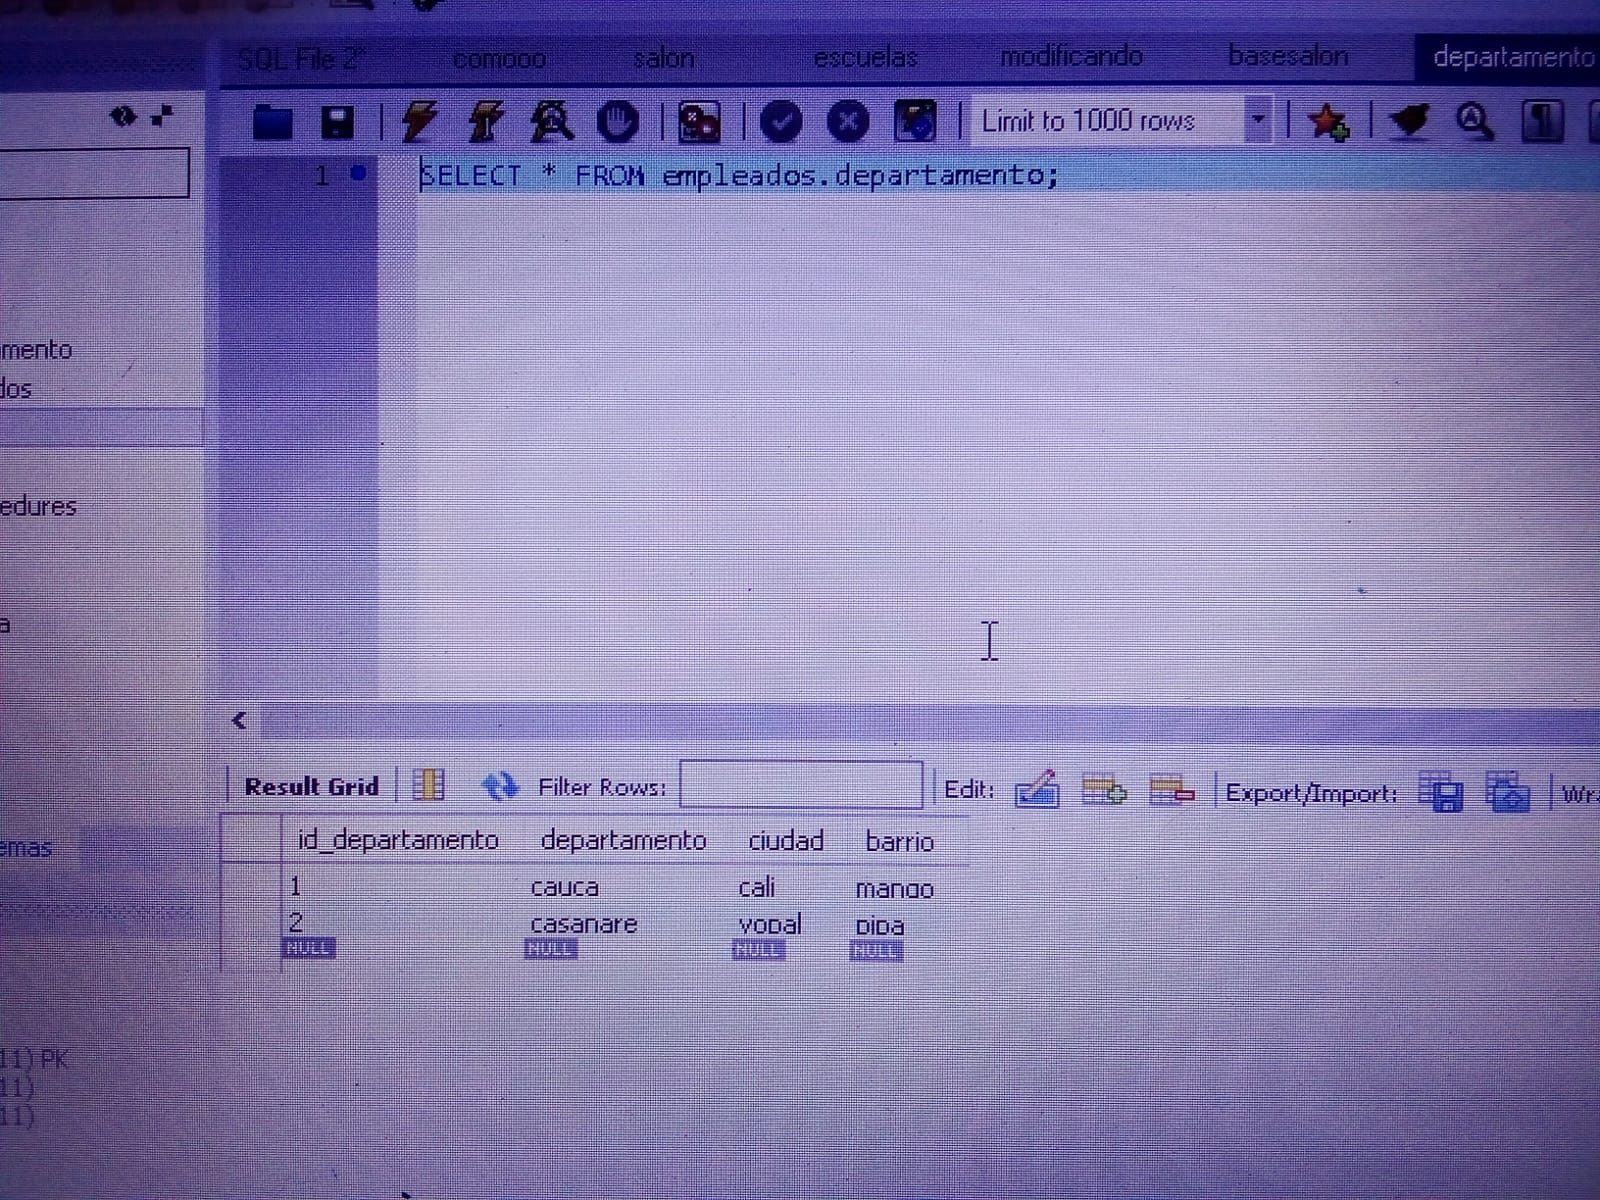 SQL File 2* comooo salon escuelas modificando basesalon departamento
Limit to 1000 rows
1 SELECT * FROM empleados.departamento;
mento
dos
edures
a
emas
11) PK
11)
11)
Result Grid Filter Rows: Edit: Export/Import: Wra
id_departamento departamento ciudad barrio
1 cauca cali mango
2 casanare yopal pipa
NULL NULL NULL NULL